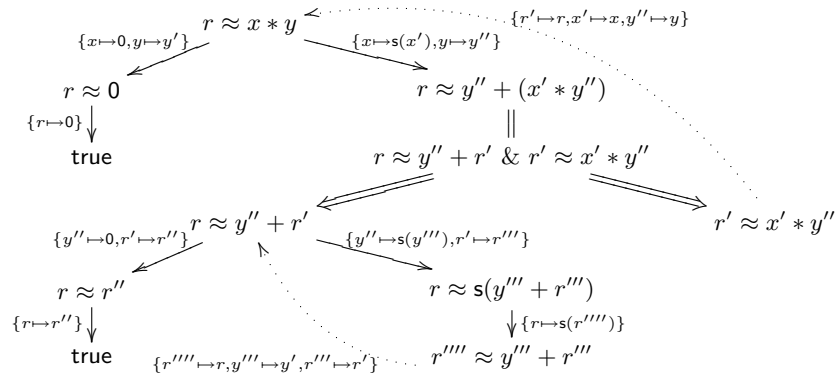 r ≈ x ∗ y
{r′↦r,x′↦x,y′′↦y}
{x↦0,y↦y′}
{x↦s(x′),y↦y′′}
r ≈ 0
r ≈ y′′ + (x′ ∗ y′′)
{r↦0}
true
r ≈ y′′ + r′ & r′ ≈ x′ ∗ y′′
r ≈ y′′ + r′
r′ ≈ x′ ∗ y′′
{y′′↦0,r′↦r′′}
{y′′↦s(y′′′),r′↦r′′′}
r ≈ r′′
r ≈ s(y′′′ + r′′′)
{r↦r′′}
{r↦s(r′′′′)}
true
{r′′′′↦r,y′′′↦y′,r′′′↦r′}
r′′′′ ≈ y′′′ + r′′′